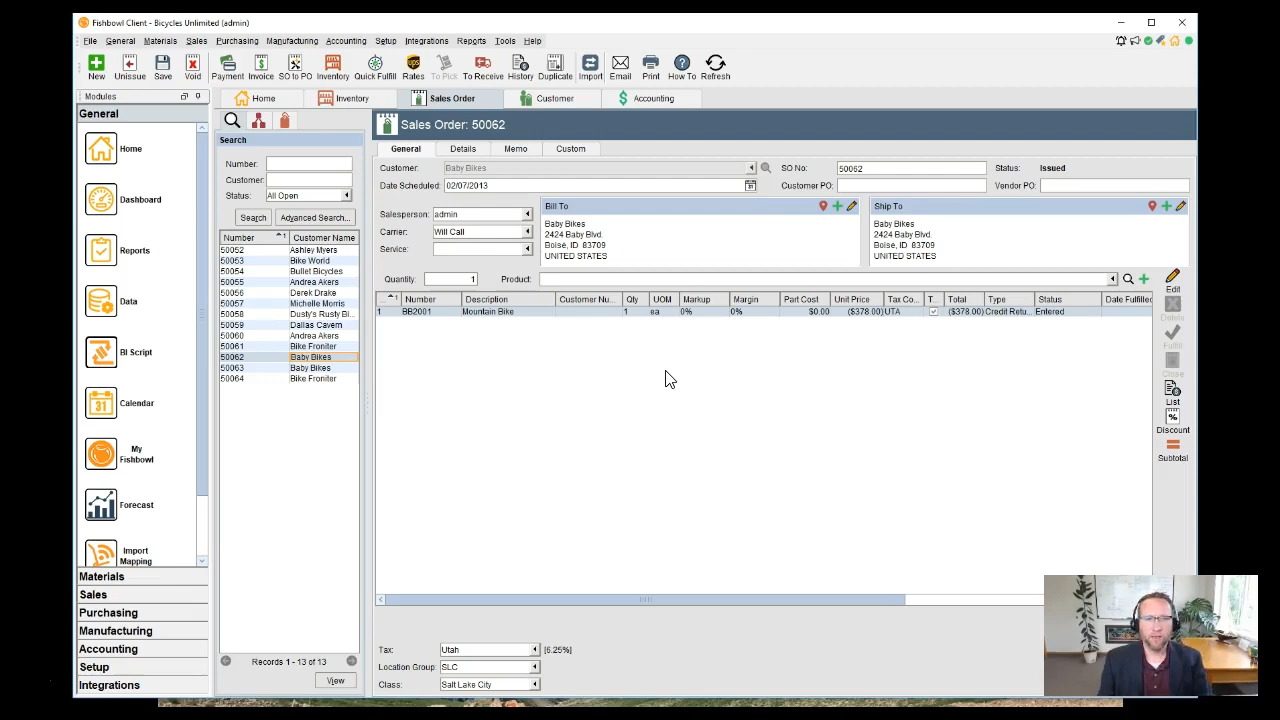 Fishbowl Client - Bicycles Unlimited (admin)
File General Materials Sales Purchasing Manufacturing Accounting Setup Integrations Reports Tools Help
New Unissue Save Void Payment Invoice SO to PO Inventory Quick Fulfill Rates To Pick To Receive History Duplicate Import Email Print How To Refresh
Modules
Home Inventory Sales Order Customer Accounting
General
Home
Dashboard
Reports
Data
BI Script
Calendar
31
My
Fishbowl
Forecast
Import
Mapping
Materials
Sales
Purchasing
Manufacturing
Accounting
Setup
Integrations
Search
Number:
Customer:
Status: All Open
Search Advanced Search...
Number 1 Customer Name
50052 Ashley Myers
50053 Bike World
50054 Bullet Bicycles
50055 Andrea Akers
50056 Derek Drake
50057 Michelle Morris
50058 Dusty's Rusty Bi...
50059 Dallas Cavern
50060 Andrea Akers
50061 Bike Froniter
50062 Baby Bikes
50063 Baby Bikes
50064 Bike Froniter
Records 1 - 13 of 13
View
Sales Order: 50062
General Details Memo Custom
Customer: Baby Bikes SO No: 50062 Status: Issued
Date Scheduled: 02/07/2013 Customer PO: Vendor PO:
Salesperson: admin
Carrier: Will Call
Service:
Bill To
Baby Bikes
2424 Baby Blvd.
Boise, ID 83709
UNITED STATES
Ship To
Baby Bikes
2424 Baby Blvd.
Boise, ID 83709
UNITED STATES
Quantity: 1 Product:
... 1 Number Description Customer Nu... Qty UOM Markup Margin Part Cost Unit Price Tax Co... T... Total Type Status Date Fulfilled
1 BB2001 Mountain Bike 1 ea 0% 0% $0.00 ($378.00) UTA ($378.00) Credit Retu... Entered
Edit
Delete
Fulfill
Close
List
Discount
Subtotal
Tax: Utah [6.25%]
Location Group: SLC
Class: Salt Lake City